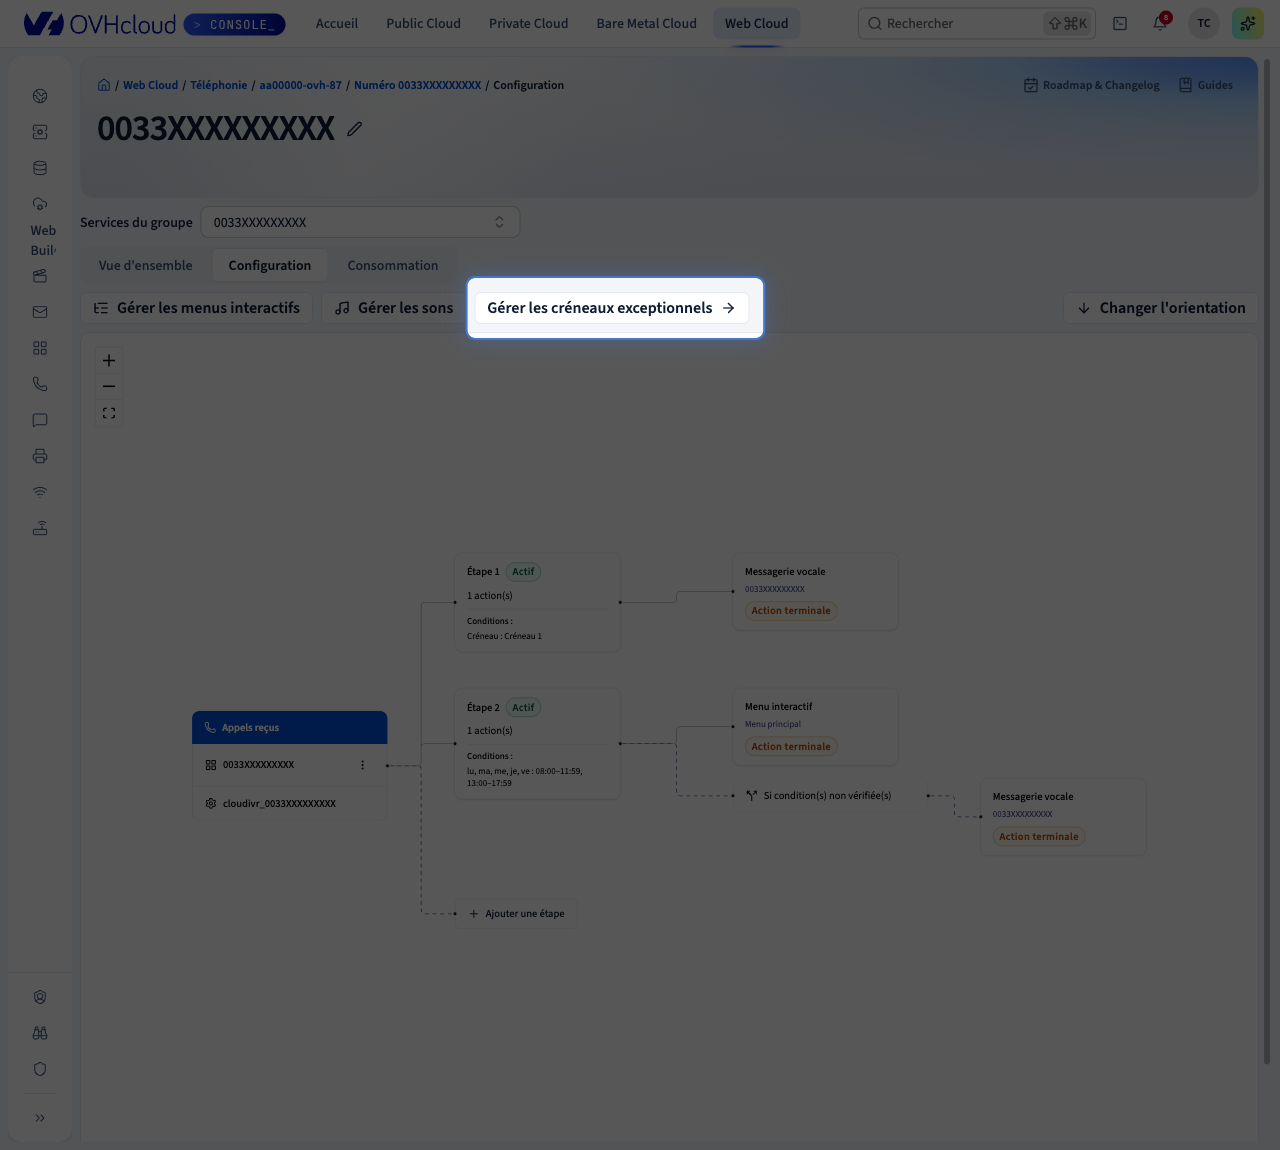 OVHcloud > CONSOLE_
Accueil
Public Cloud
Private Cloud
Bare Metal Cloud
Web Cloud
Rechercher
⇧⌘K
8
TC
/ Web Cloud / Téléphonie / aa00000-ovh-87 / Numéro 0033XXXXXXXXX / Configuration
Roadmap & Changelog
Guides
0033XXXXXXXXX
Web
Buil
Services du groupe
0033XXXXXXXXX
Vue d'ensemble
Configuration
Consommation
Gérer les menus interactifs
Gérer les sons
Gérer les créneaux exceptionnels →
Changer l'orientation
Étape 1 Actif
1 action(s)
Conditions :
Créneau : Créneau 1
Messagerie vocale
0033XXXXXXXXX
Action terminale
Étape 2 Actif
1 action(s)
Conditions :
lu, ma, me, je, ve : 08:00–11:59,
13:00–17:59
Menu interactif
Menu principal
Action terminale
Appels reçus
0033XXXXXXXXX
cloudivr_0033XXXXXXXXX
Si condition(s) non vérifiée(s)
Messagerie vocale
0033XXXXXXXXX
Action terminale
Ajouter une étape